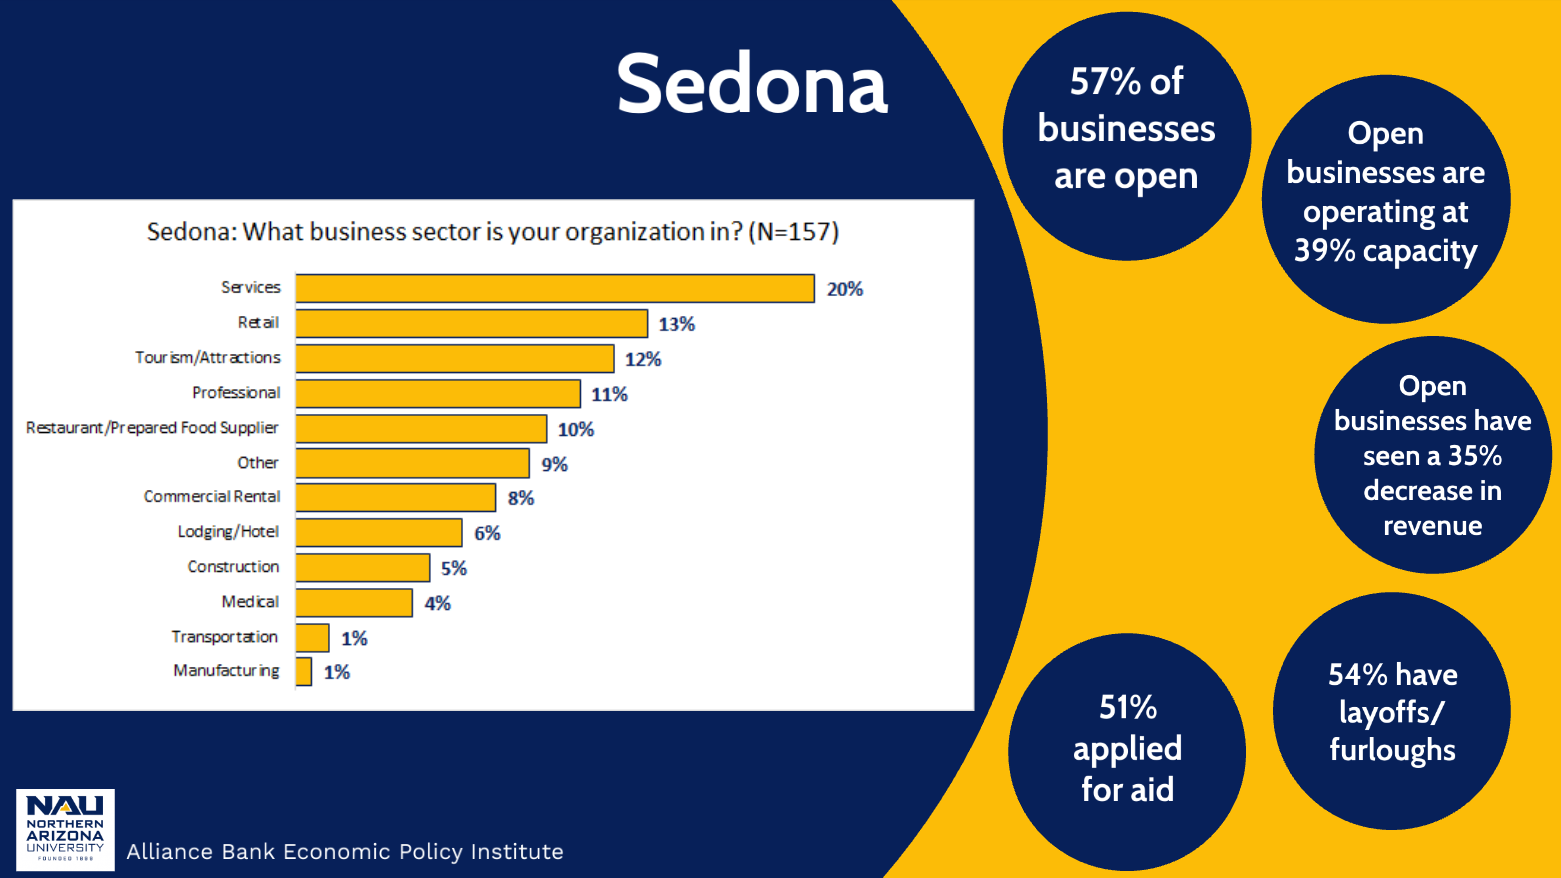 Sedona
57% of
businesses
are open
Open
businesses are
operating at
39% capacity
Open
businesses have
seen a 35%
decrease in
revenue
54% have
layoffs/
furloughs
51%
applied
for aid
Sedona: What business sector is your organization in? (N=157)
Services 20%
Retail 13%
Tourism/Attractions 12%
Professional 11%
Restaurant/Prepared Food Supplier 10%
Other 9%
Commercial Rental 8%
Lodging/Hotel 6%
Construction 5%
Medical 4%
Transportation 1%
Manufacturing 1%
NAU
NORTHERN
ARIZONA
UNIVERSITY
FOUNDED 1899
Alliance Bank Economic Policy Institute